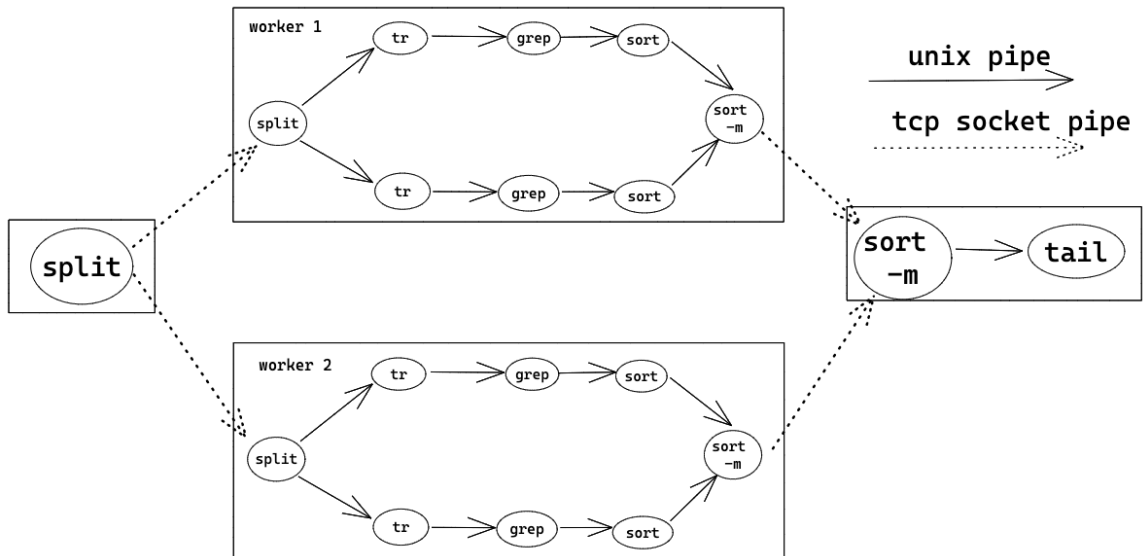 worker 1
tr
grep
sort
split
sort
-m
tr
grep
sort
unix pipe
tcp socket pipe
split
sort
-m
tail
worker 2
tr
grep
sort
split
sort
-m
tr
grep
sort